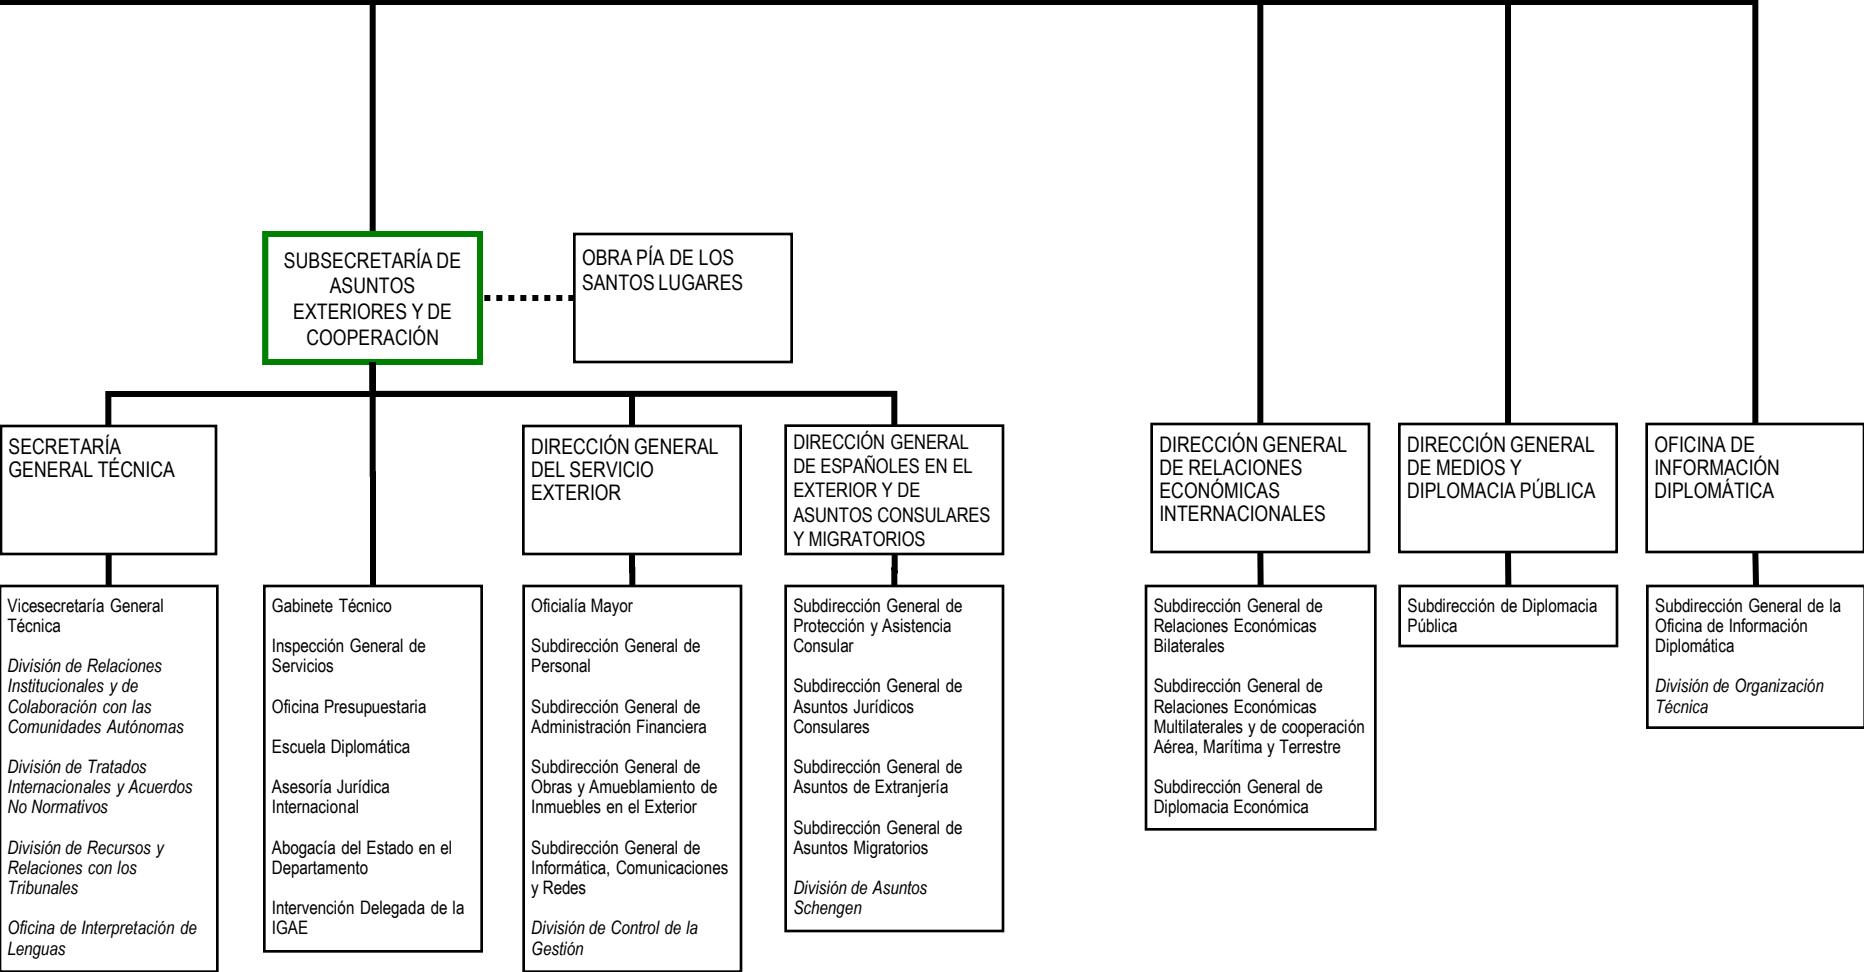 SUBSECRETARÍA DE
ASUNTOS
EXTERIORES Y DE
COOPERACIÓN
OBRA PÍA DE LOS
SANTOS LUGARES
SECRETARÍA
GENERAL TÉCNICA
DIRECCIÓN GENERAL
DEL SERVICIO
EXTERIOR
DIRECCIÓN GENERAL
DE ESPAÑOLES EN EL
EXTERIOR Y DE
ASUNTOS CONSULARES
Y MIGRATORIOS
DIRECCIÓN GENERAL
DE RELACIONES
ECONÓMICAS
INTERNACIONALES
DIRECCIÓN GENERAL
DE MEDIOS Y
DIPLOMACIA PÚBLICA
OFICINA DE
INFORMACIÓN
DIPLOMÁTICA
Vicesecretaría General
Técnica
División de Relaciones
Institucionales y de
Colaboración con las
Comunidades Autónomas
División de Tratados
Internacionales y Acuerdos
No Normativos
División de Recursos y
Relaciones con los
Tribunales
Oficina de Interpretación de
Lenguas
Gabinete Técnico
Inspección General de
Servicios
Oficina Presupuestaria
Escuela Diplomática
Asesoría Jurídica
Internacional
Abogacía del Estado en el
Departamento
Intervención Delegada de la
IGAE
Oficialía Mayor
Subdirección General de
Personal
Subdirección General de
Administración Financiera
Subdirección General de
Obras y Amueblamiento de
Inmuebles en el Exterior
Subdirección General de
Informática, Comunicaciones
y Redes
División de Control de la
Gestión
Subdirección General de
Protección y Asistencia
Consular
Subdirección General de
Asuntos Jurídicos
Consulares
Subdirección General de
Asuntos de Extranjería
Subdirección General de
Asuntos Migratorios
División de Asuntos
Schengen
Subdirección General de
Relaciones Económicas
Bilaterales
Subdirección General de
Relaciones Económicas
Multilaterales y de cooperación
Aérea, Marítima y Terrestre
Subdirección General de
Diplomacia Económica
Subdirección de Diplomacia
Pública
Subdirección General de la
Oficina de Información
Diplomática
División de Organización
Técnica